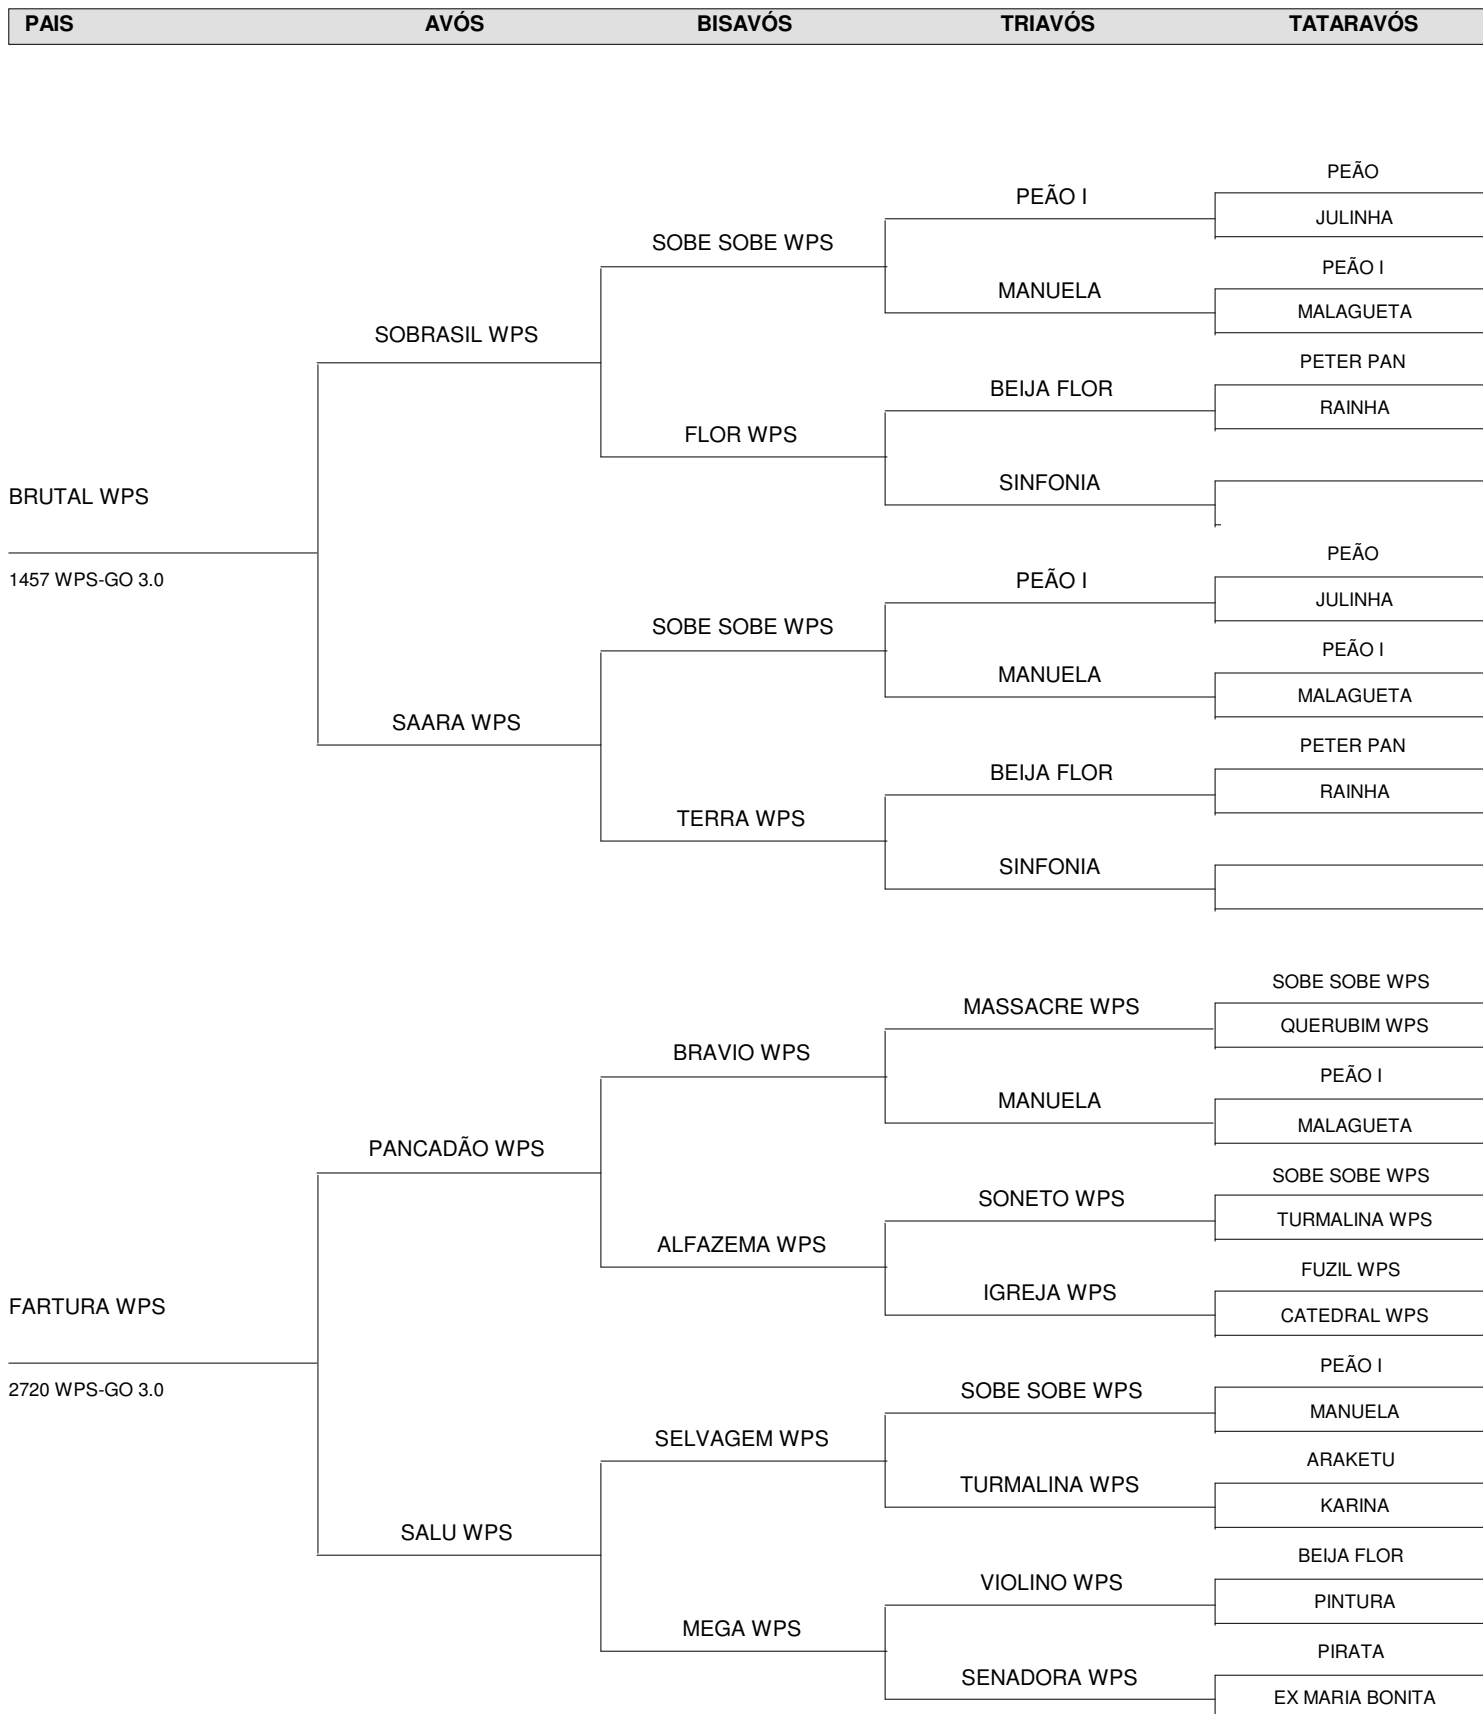 PAIS AVÓS BISAVÓS TRIAVÓS TATARAVÓS
PEÃO
PEÃO I
JULINHA
SOBE SOBE WPS
PEÃO I
MANUELA
MALAGUETA
SOBRASIL WPS
PETER PAN
BEIJA FLOR
RAINHA
FLOR WPS
SINFONIA
BRUTAL WPS
PEÃO
1457 WPS-GO 3.0
PEÃO I
JULINHA
SOBE SOBE WPS
PEÃO I
MANUELA
MALAGUETA
SAARA WPS
PETER PAN
BEIJA FLOR
RAINHA
TERRA WPS
SINFONIA
SOBE SOBE WPS
MASSACRE WPS
QUERUBIM WPS
BRAVIO WPS
PEÃO I
MANUELA
MALAGUETA
PANCADÃO WPS
SOBE SOBE WPS
SONETO WPS
TURMALINA WPS
ALFAZEMA WPS
FUZIL WPS
IGREJA WPS
FARTURA WPS
CATEDRAL WPS
PEÃO I
2720 WPS-GO 3.0
SOBE SOBE WPS
MANUELA
SELVAGEM WPS
ARAKETU
TURMALINA WPS
KARINA
SALU WPS
BEIJA FLOR
VIOLINO WPS
PINTURA
MEGA WPS
PIRATA
SENADORA WPS
EX MARIA BONITA